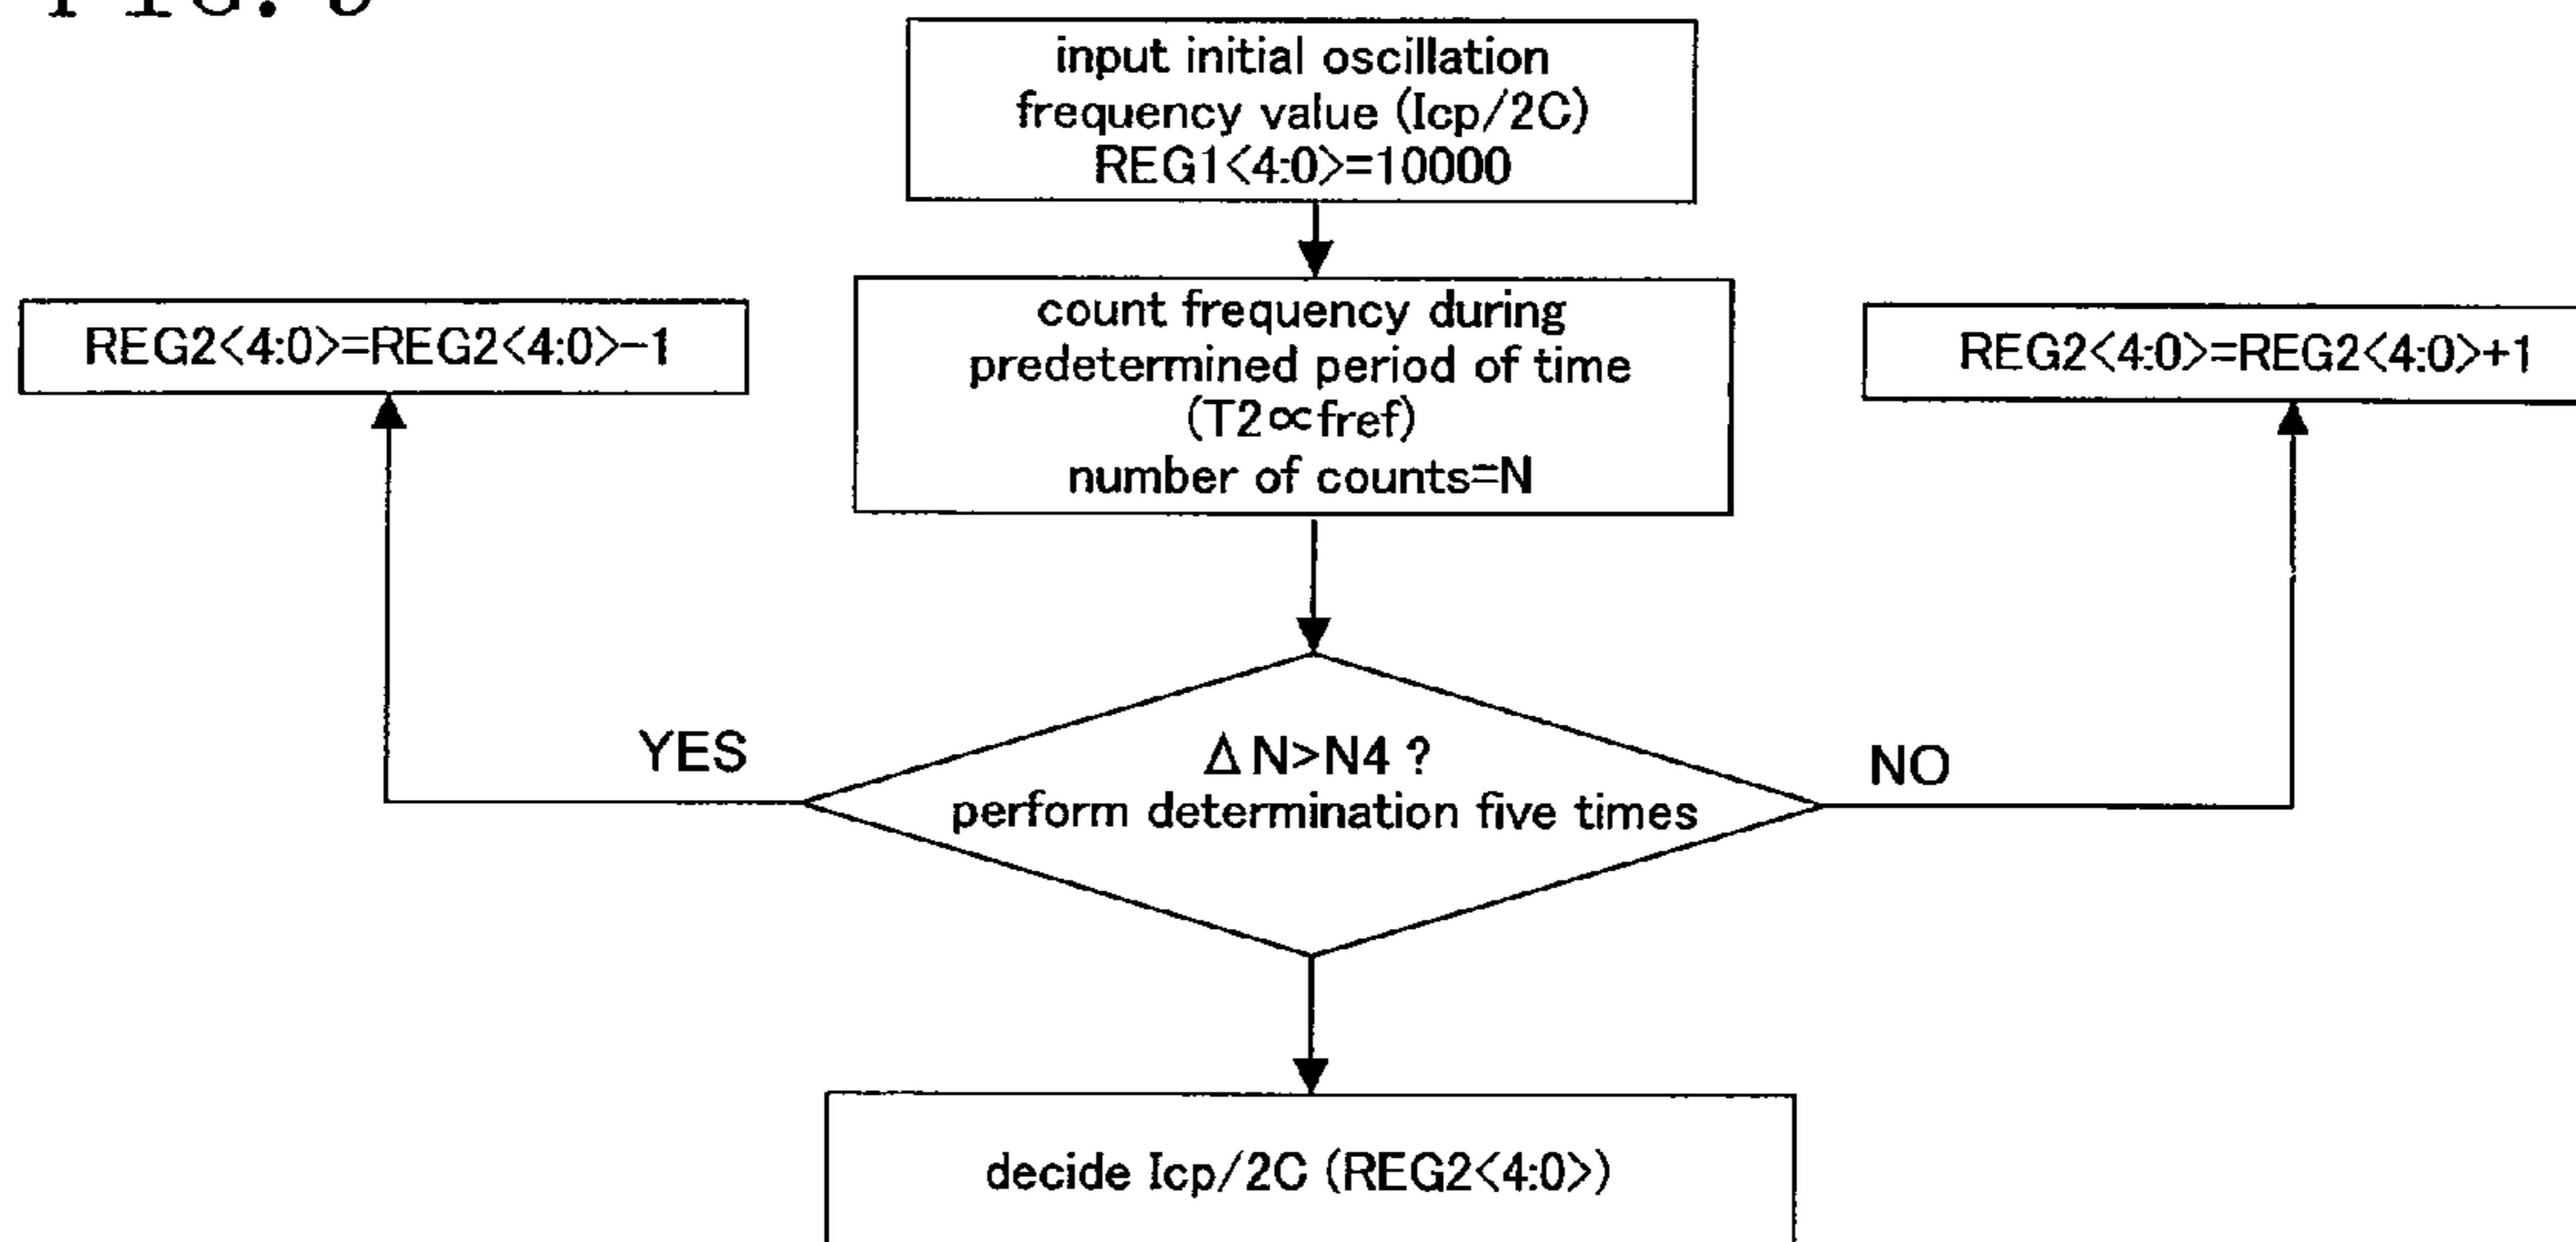 input initial oscillation
frequency value (Icp/2C)
REG1<4:0>=10000
count frequency during
predetermined period of time
(T2∝fref)
number of counts=N
REG2<4:0>=REG2<4:0>-1
REG2<4:0>=REG2<4:0>+1
YES
ΔN>N4 ?
perform determination five times
NO
decide Icp/2C (REG2<4:0>)